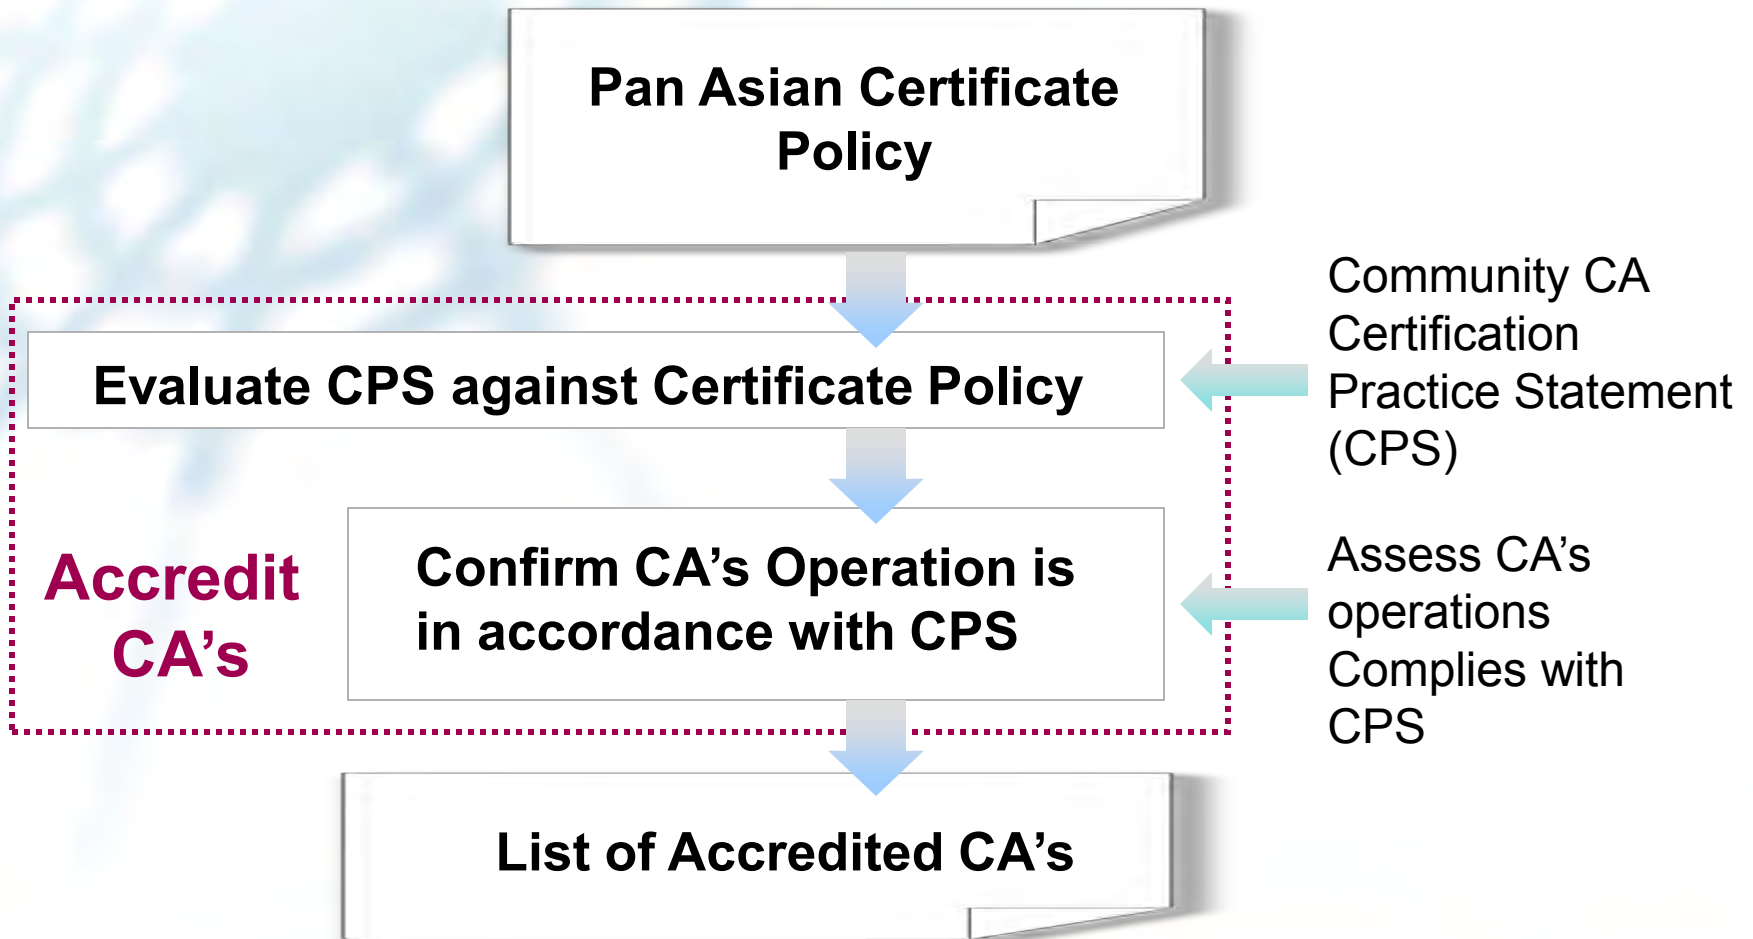 Pan Asian Certificate
Policy
Evaluate CPS against Certificate Policy
Community CA
Certification
Practice Statement
(CPS)
Accredit
CA’s
Confirm CA’s Operation is
in accordance with CPS
Assess CA’s
operations
Complies with
CPS
List of Accredited CA’s